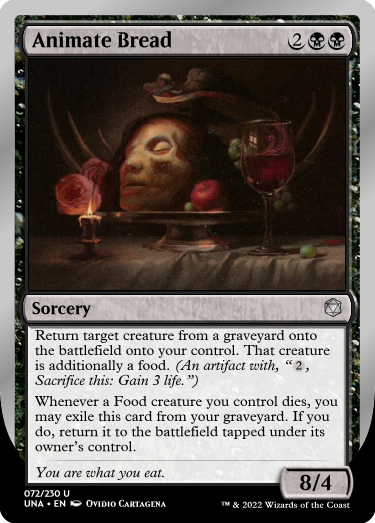 Animate Bread 2
Sorcery
Return target creature from a graveyard onto
the battlefield onto your control. That creature
is additionally a food. (An artifact with, “2,
Sacrifice this: Gain 3 life.”)
Whenever a Food creature you control dies, you
may exile this card from your graveyard. If you
do, return it to the battlefield tapped under its
owner’s control.
You are what you eat.
8/4
072/230 U
UNA • EN Ovidio Cartagena
™ & 2022 Wizards of the Coast